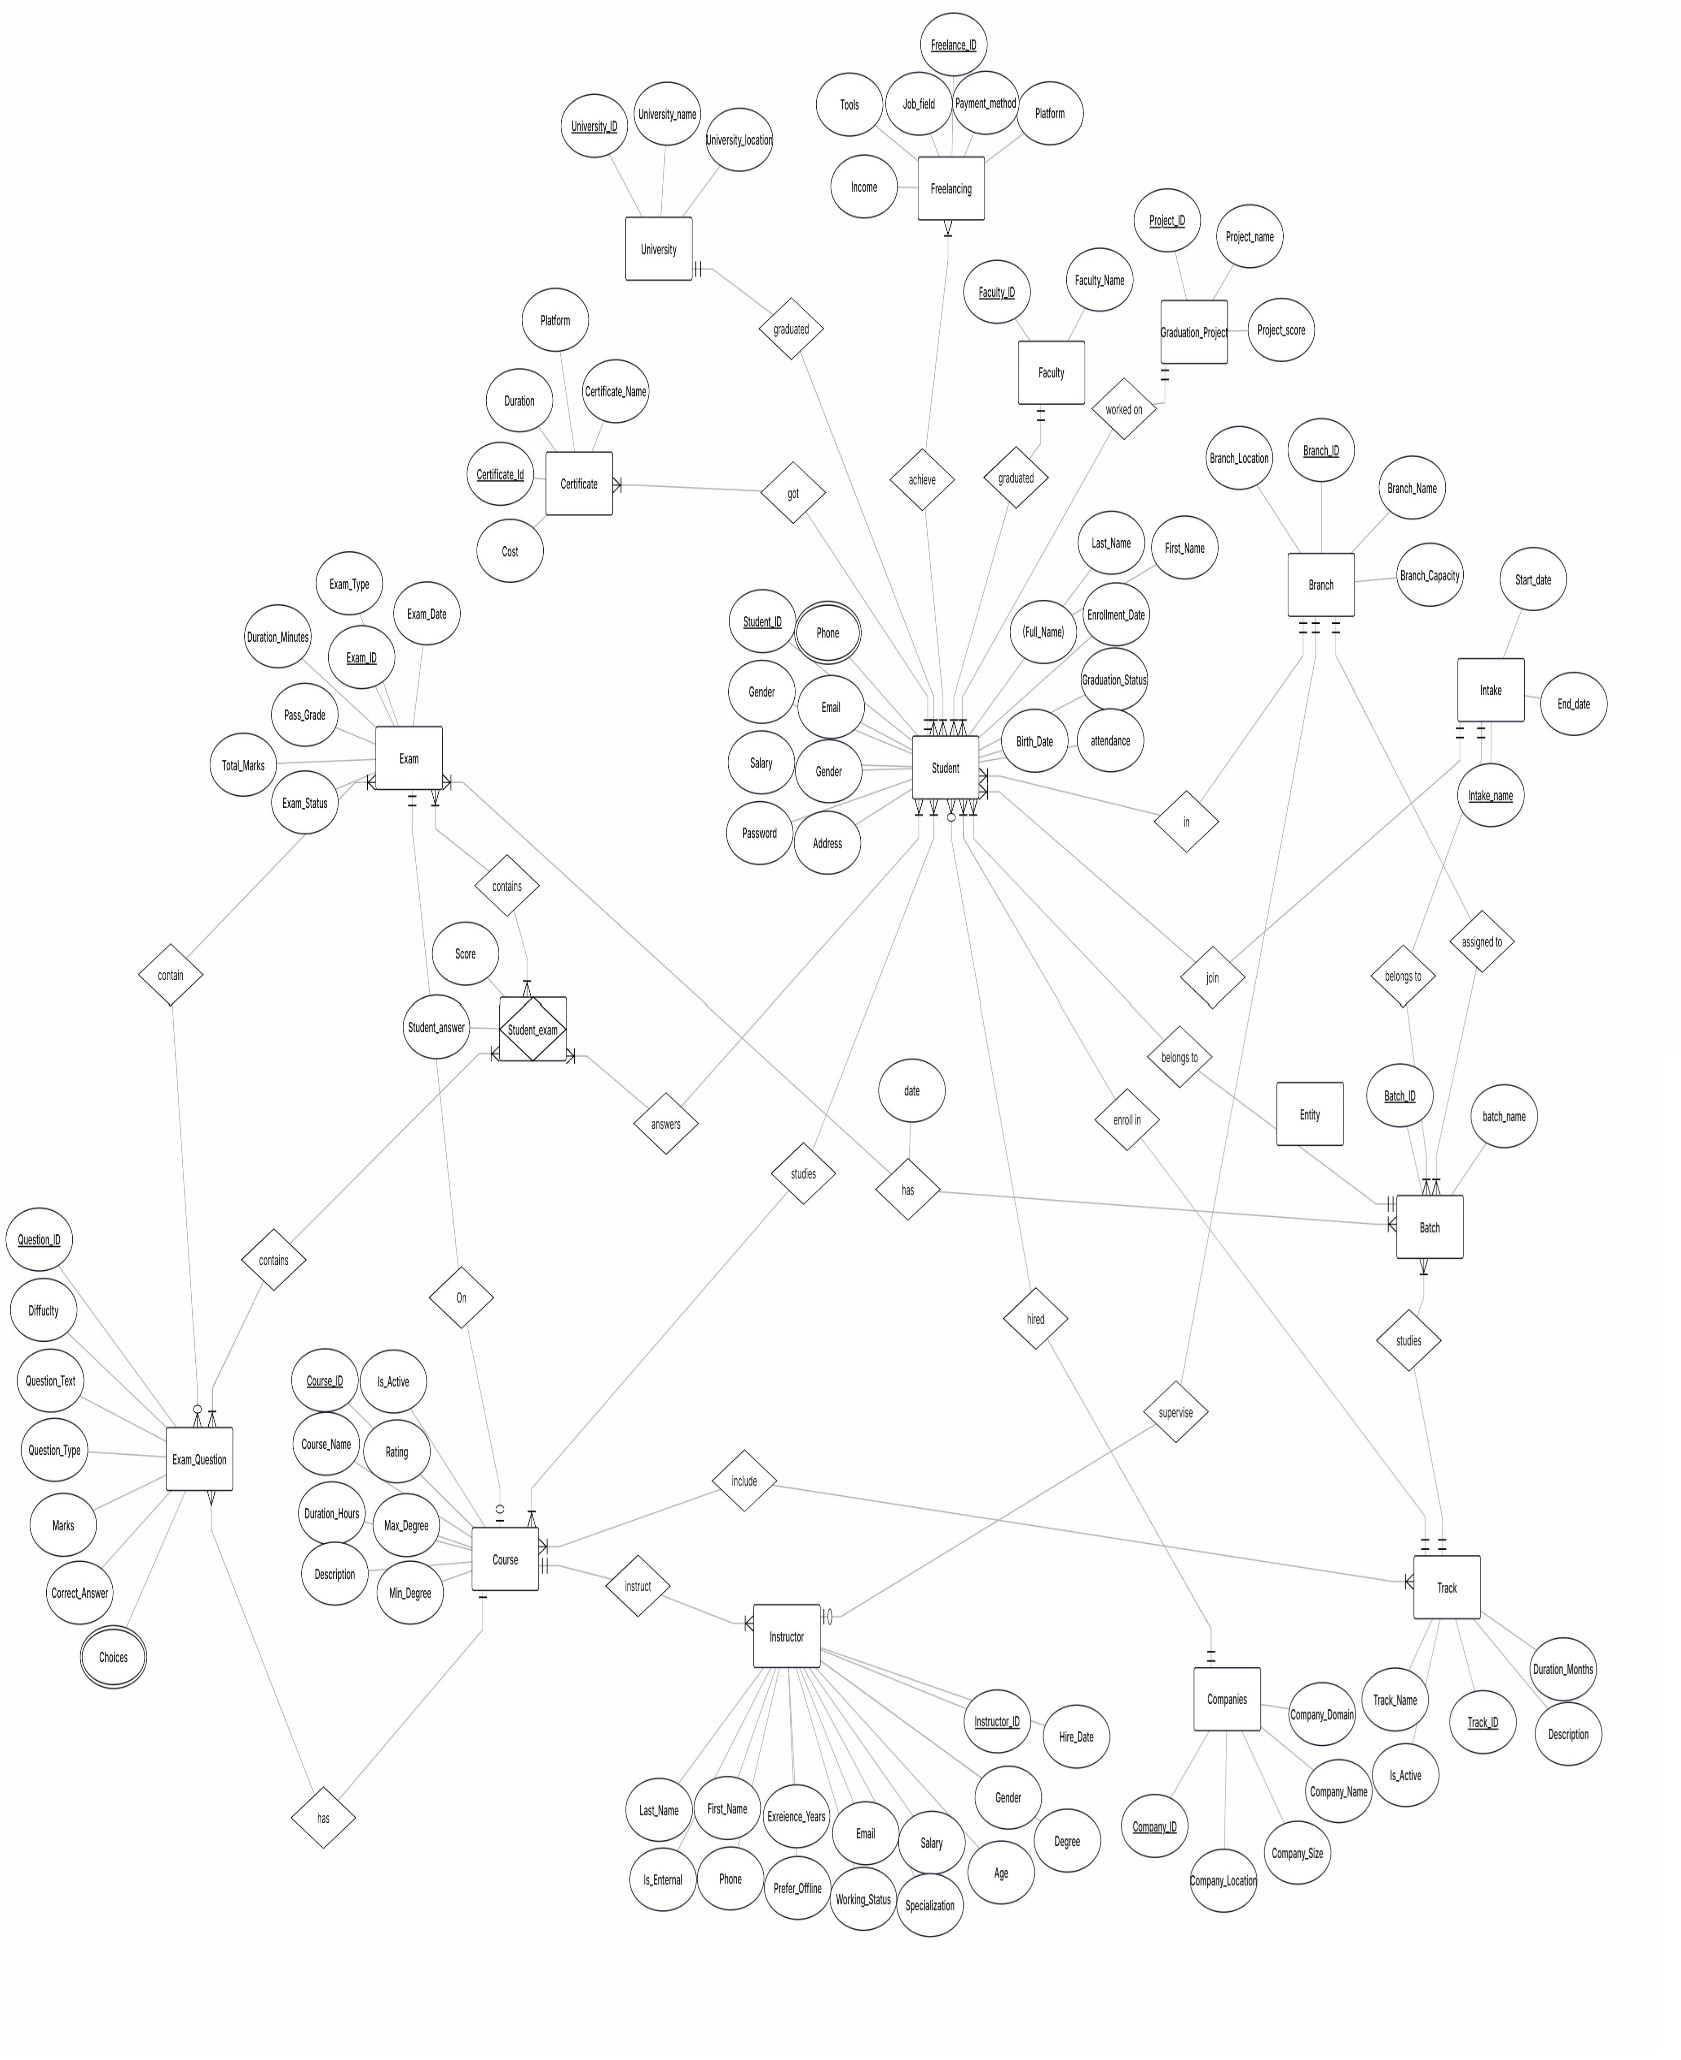 Freelance_ID
Tools
Job_field
Payment_method
Platform
University_ID
University_name
University_location
Income
Freelancing
University
Project_ID
Project_name
Faculty_ID
Faculty_Name
Graduation_Project
Project_score
graduated
Platform
Faculty
Duration
Certificate_Name
worked on
Certificate_Id
Certificate
got
achieve
graduated
Branch_Location
Branch_ID
Branch_Name
Cost
Last_Name
First_Name
Branch
Branch_Capacity
Start_date
Exam_Type
Exam_Date
Duration_Minutes
Exam_ID
Student_ID
Phone
(Full_Name)
Enrollment_Date
Gender
Email
Graduation_Status
Intake
End_date
Pass_Grade
Total_Marks
Exam
Exam_Status
Salary
Gender
Student
Birth_Date
attendance
Intake_name
Password
Address
in
contains
Score
contain
join
belongs to
assigned to
Student_answer
Student_exam
answers
belongs to
date
enroll in
Entity
Batch_ID
batch_name
studies
has
Batch
Question_ID
contains
Diffuclty
On
hired
studies
Question_Text
Course_ID
Is_Active
supervise
Question_Type
Exam_Question
Course_Name
Rating
include
Marks
Duration_Hours
Max_Degree
Course
Description
Min_Degree
instruct
Track
Correct_Answer
Choices
Instructor
Duration_Months
Companies
Company_Domain
Track_Name
Track_ID
Description
Instructor_ID
Hire_Date
Is_Active
Company_Name
Gender
Last_Name
First_Name
Exreience_Years
Email
Salary
Degree
Company_ID
Company_Size
Company_Location
has
Is_Enternal
Phone
Prefer_Offline
Working_Status
Specialization
Age